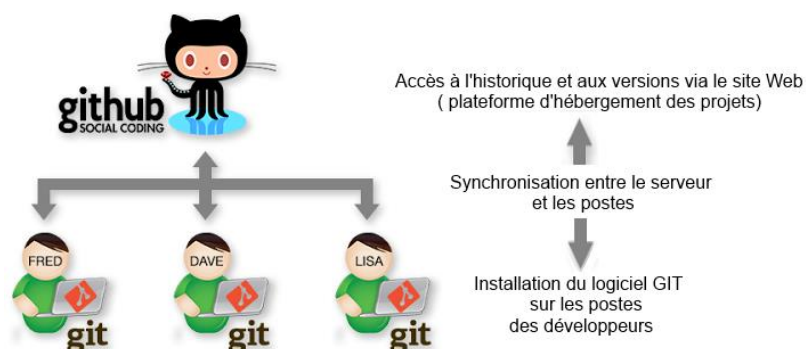 github
SOCIAL CODING
Accès à l'historique et aux versions via le site Web
( plateforme d'hébergement des projets)
Synchronisation entre le serveur
et les postes
FRED
DAVE
LISA
git
git
git
Installation du logiciel GIT
sur les postes
des développeurs